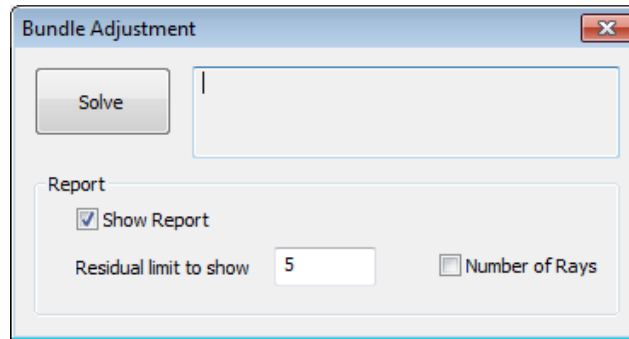 Bundle Adjustment
Solve
Report
Show Report
Residual limit to show 5 Number of Rays